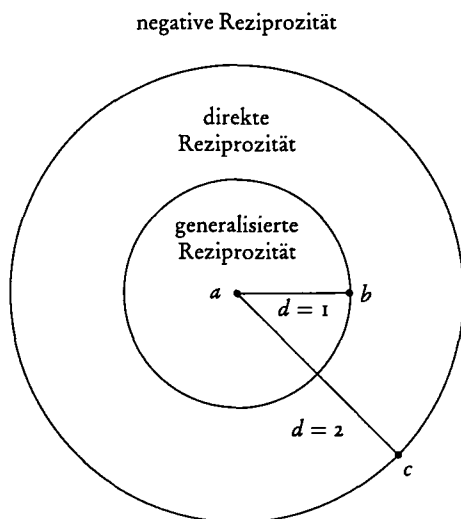 negative Reziprozität
direkte
Reziprozität
generalisierte
Reziprozität
a
b
d = 1
d = 2
c